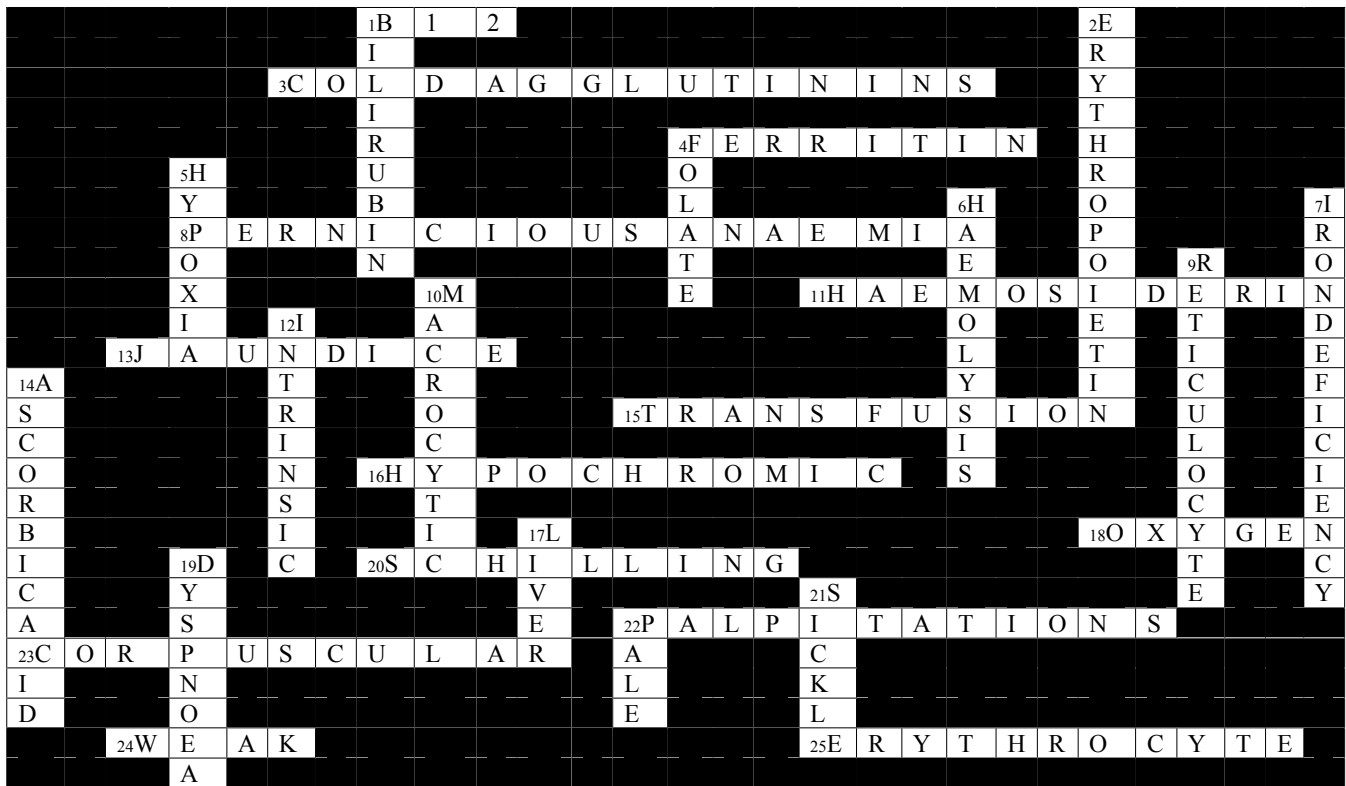 1B 1 2 2E
I R
3C O L D A G G L U T I N I N S Y
I T
R 4F E R R I T I N H
5H U O R
Y B L 6H O 7I
8P E R N I C I O U S A N A E M I A P R
O N T E O 9R O
X 10M E 11H A E M O S I D E R I N
I 12I A O E T D
13J A U N D I C E L T I E
14A T R Y I C F
S R O 15T R A N S F U S I O N U I
C I C I L C
O N 16H Y P O C H R O M I C S O I
R S T C E
B I I 17L 18O X Y G E N
I 19D C 20S C H I L L I N G T C
C Y V 21S E Y
A S E 22P A L P I T A T I O N S
23C O R P U S C U L A R A C
I N L K
D O E L
24W E A K 25E R Y T H R O C Y T E
A